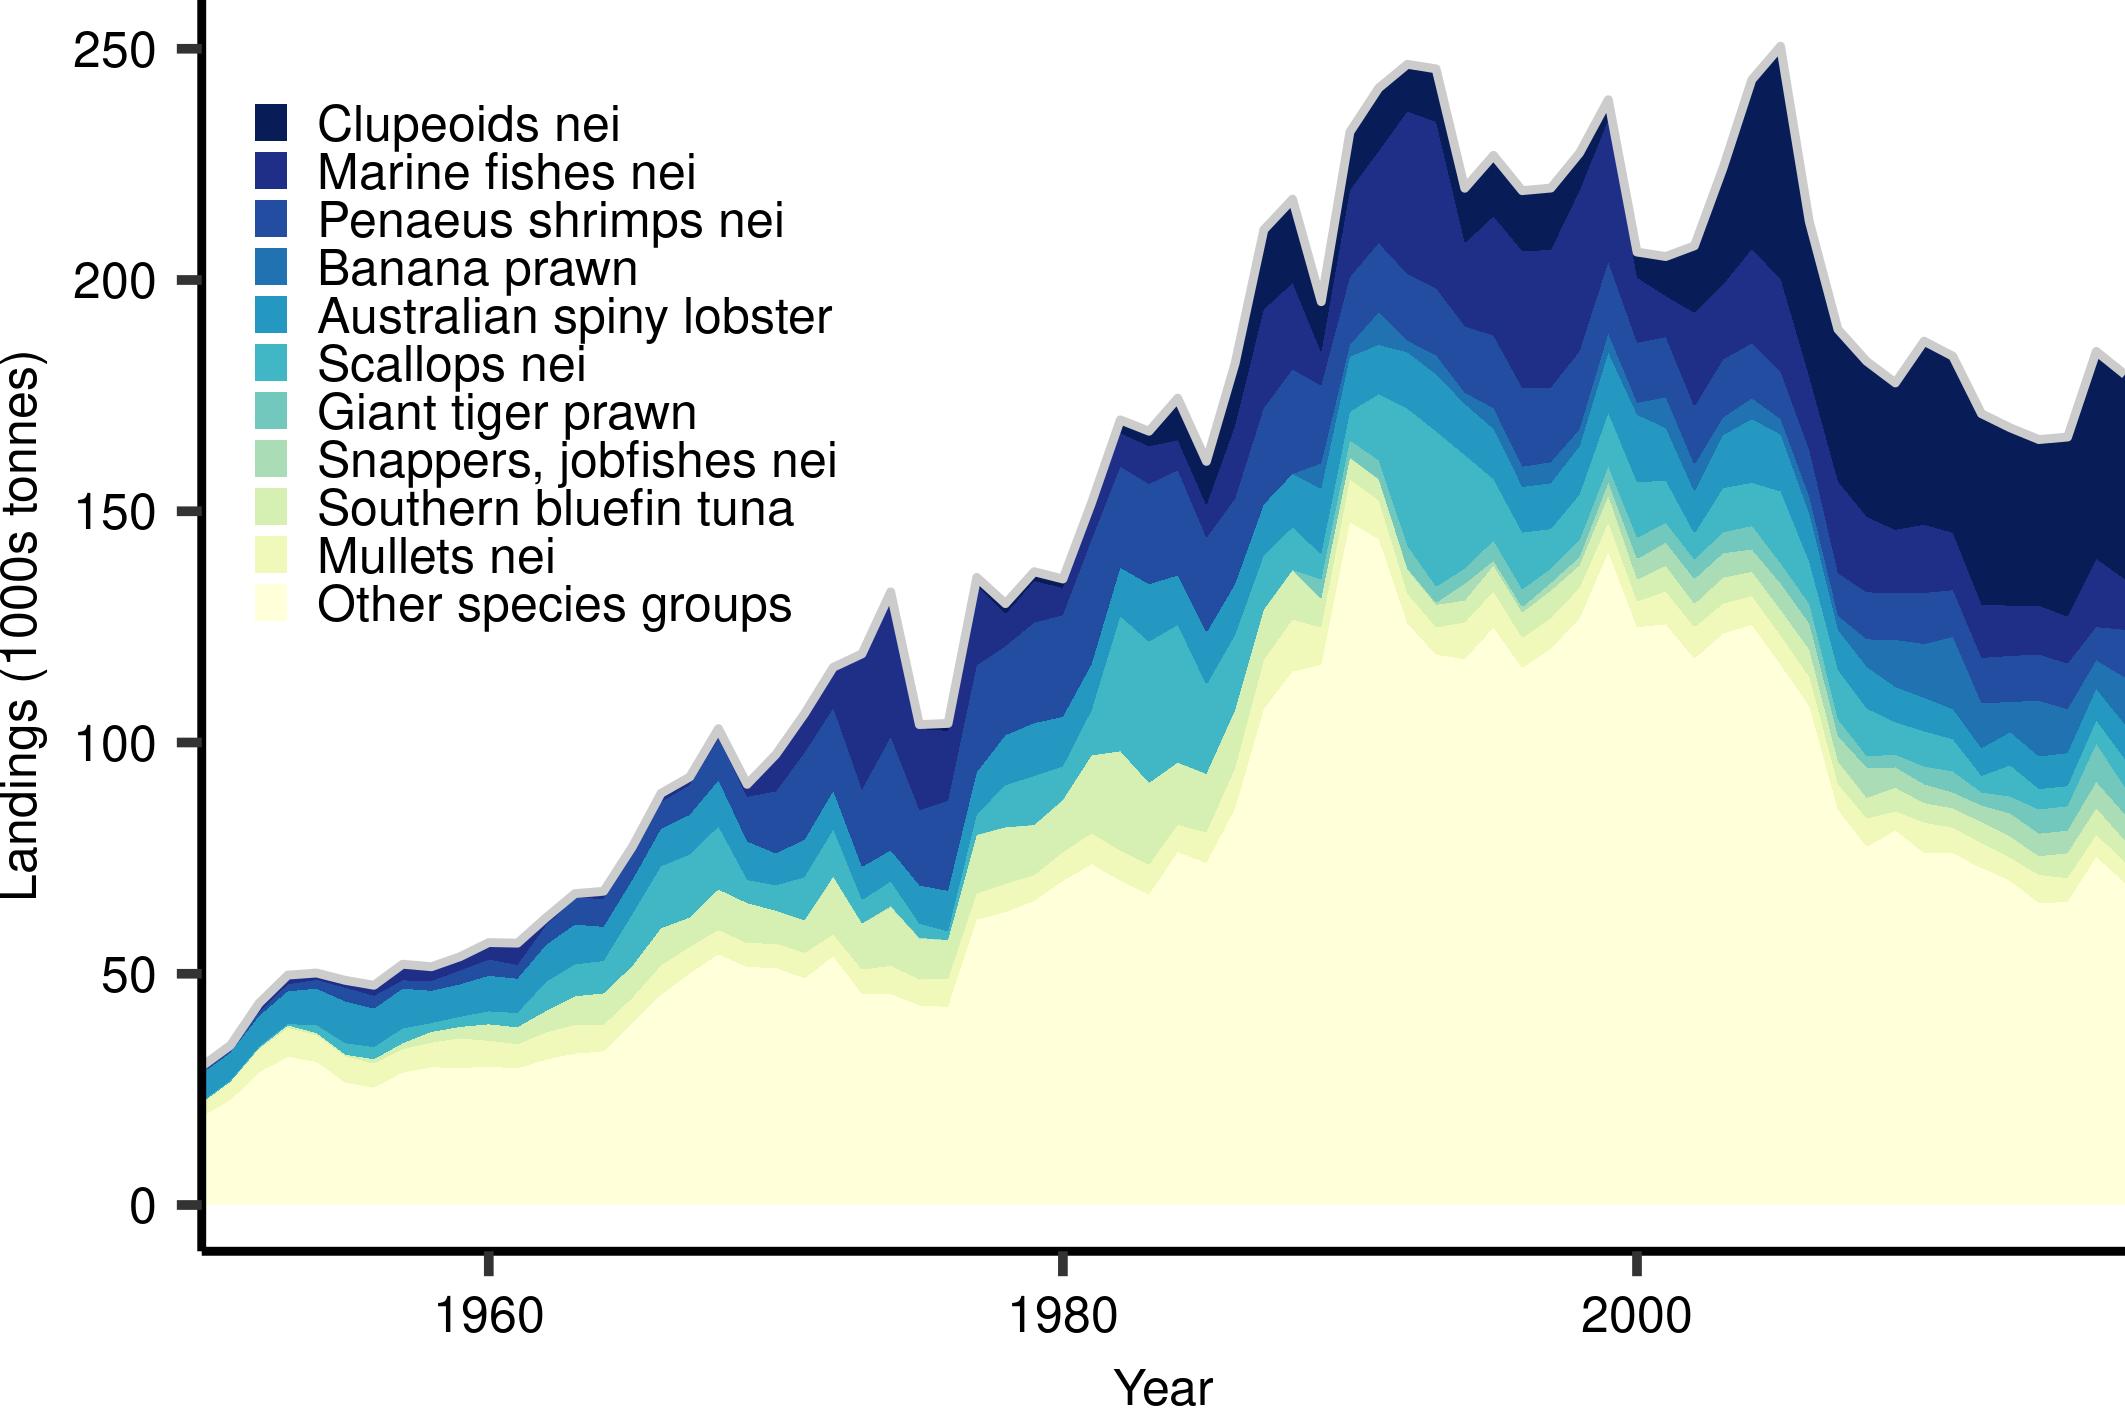 Landings (1000s tonnes)
250
200
150
100
50
0
Clupeoids nei
Marine fishes nei
Penaeus shrimps nei
Banana prawn
Australian spiny lobster
Scallops nei
Giant tiger prawn
Snappers, jobfishes nei
Southern bluefin tuna
Mullets nei
Other species groups
1960
1980
2000
Year